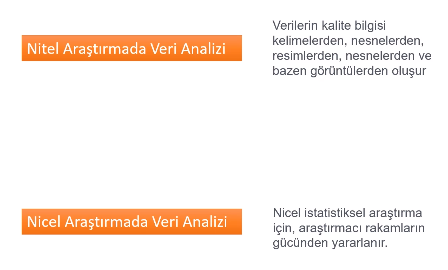 Nitel Araştırmada Veri Analizi
Verilerin kalite bilgisi
kelimelerden, nesnelerden,
resimlerden, nesnelerden ve
bazen görüntülerden oluşur
Nicel Araştırmada Veri Analizi
Nicel istatistiksel araştırma
için, araştırmacı rakamların
gücünden yararlanır.